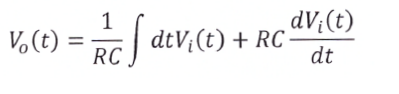 V_o(t) = \frac{1}{RC} \int dt V_i(t) + RC \frac{dV_i(t)}{dt}